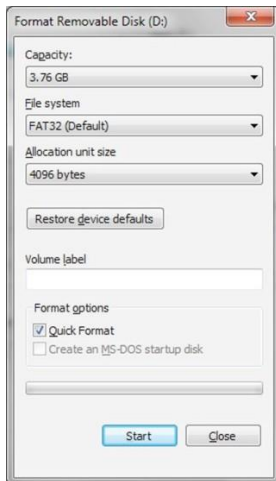 Format Removable Disk (D:)
Capacity:
3.76 GB
File system
FAT32 (Default)
Allocation unit size
4096 bytes
Restore device defaults
Volume label
Format options
Quick Format
Create an MS-DOS startup disk
Start
Close